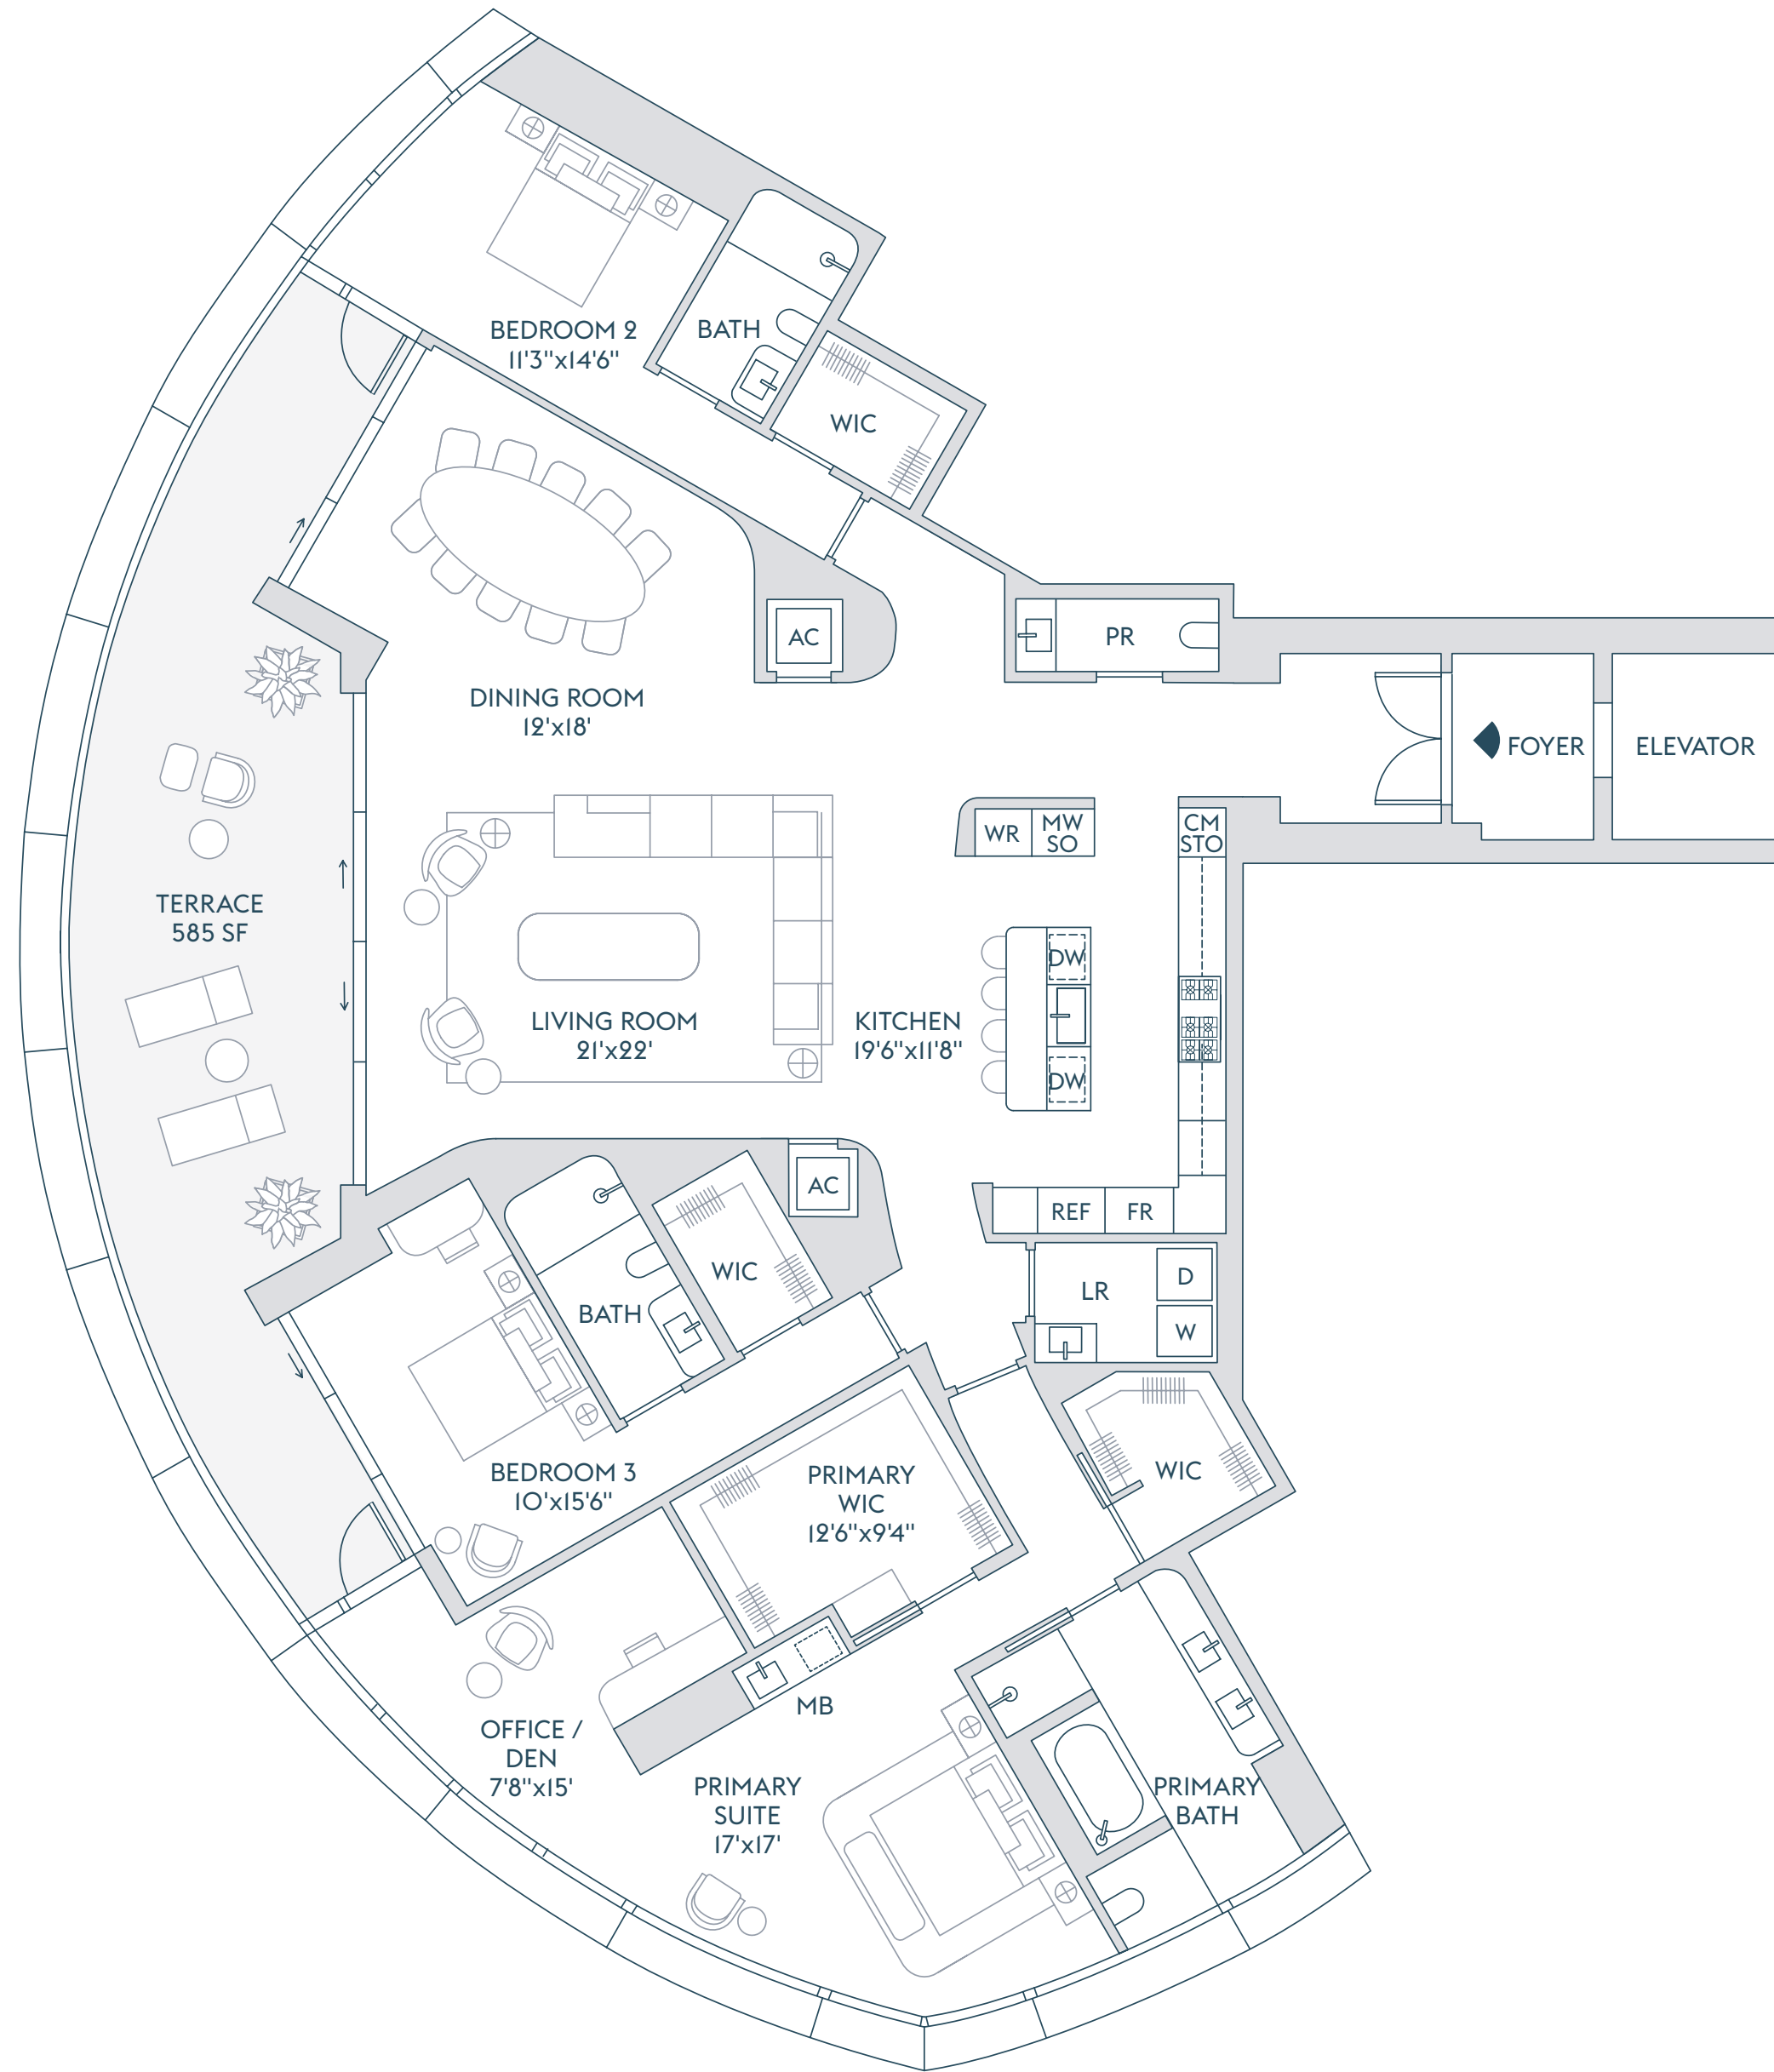 BEDROOM 2
11'3"x14'6"
BATH
WIC
AC
PR
FOYER
ELEVATOR
DINING ROOM
12'x18'
WR
MW
SO
CM
STO
TERRACE
585 SF
DW
LIVING ROOM
21'x22'
KITCHEN
19'6"x11'8"
DW
AC
REF
FR
WIC
BATH
LR
D
W
BEDROOM 3
10'x15'6"
PRIMARY
WIC
12'6"x9'4"
WIC
MB
OFFICE /
DEN
7'8"x15'
PRIMARY
SUITE
17'x17'
PRIMARY
BATH